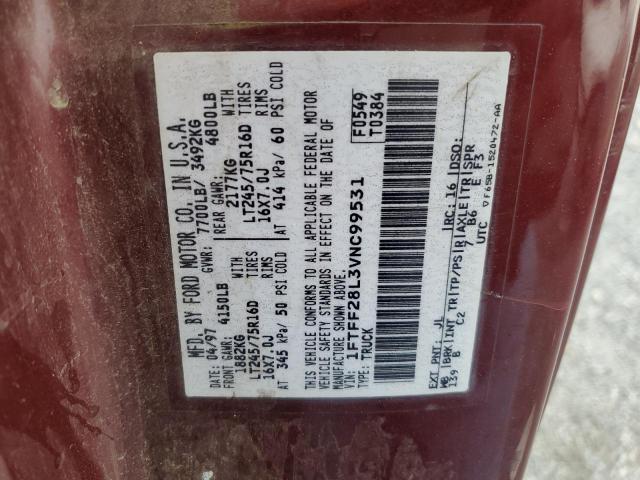 MFD. BY FORD MOTOR CO. IN U.S.A.
DATE: 04/97 GVWR: 7700LB/ 3492KG
FRONT GAWR: 4150LB REAR GAWR: 4800LB
1882KG WITH 2177KG WITH
LT245/75R16D TIRES LT245/75R16D TIRES
16X7.0J RIMS 16X7.0J RIMS
AT 345 kPa/ 50 PSI COLD AT 414 kPa/ 60 PSI COLD
THIS VEHICLE CONFORMS TO ALL APPLICABLE FEDERAL MOTOR
VEHICLE SAFETY STANDARDS IN EFFECT ON THE DATE OF
MANUFACTURE SHOWN ABOVE.
VIN: 1FTFF28L3VNC99531
TYPE: TRUCK
F0549
T0384
EXT PNT: JL RC: 16 DSO:
WB BRK INT TR TP/PS R AXLE TR SPR
139 B C2 7 B6 E F3
UTC ▽F65B-1520472-AA